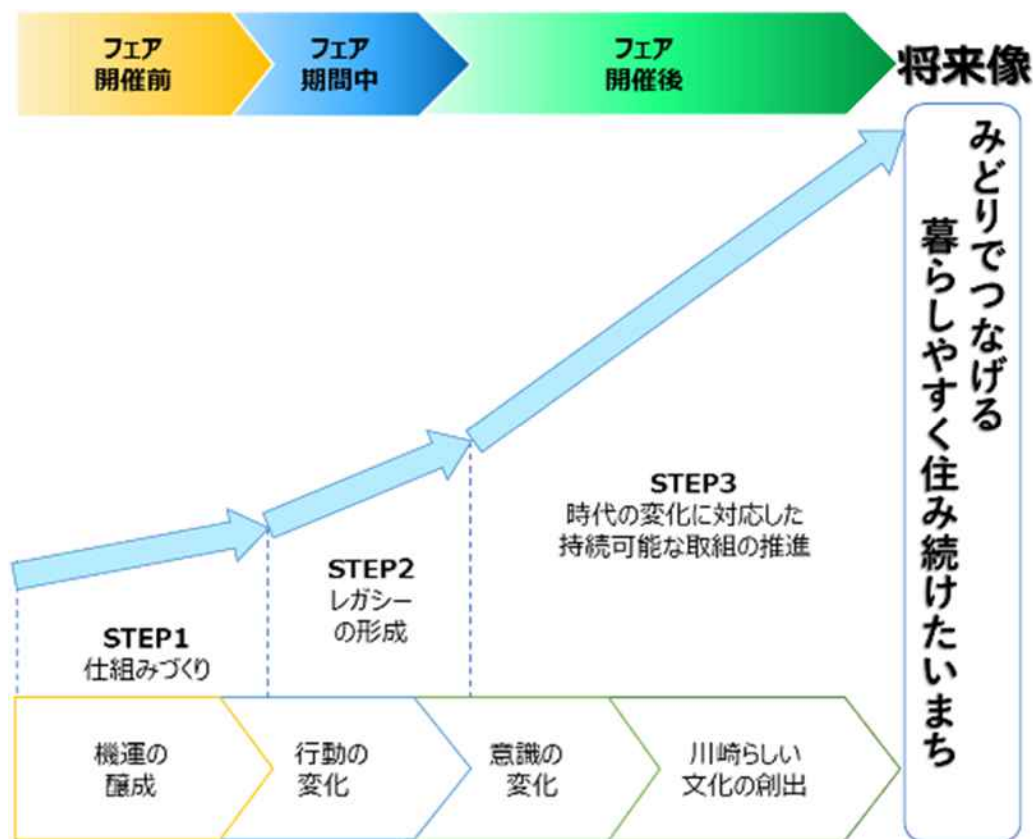 フェア
開催前
フェア
期間中
フェア
開催後
将来像
みどりでつなげる
暮らしやすく住み続けたいまち
STEP1
仕組みづくり
STEP2
レガシー
の形成
STEP3
時代の変化に対応した
持続可能な取組の推進
機運の
醸成
行動の
変化
意識の
変化
川崎らしい
文化の創出